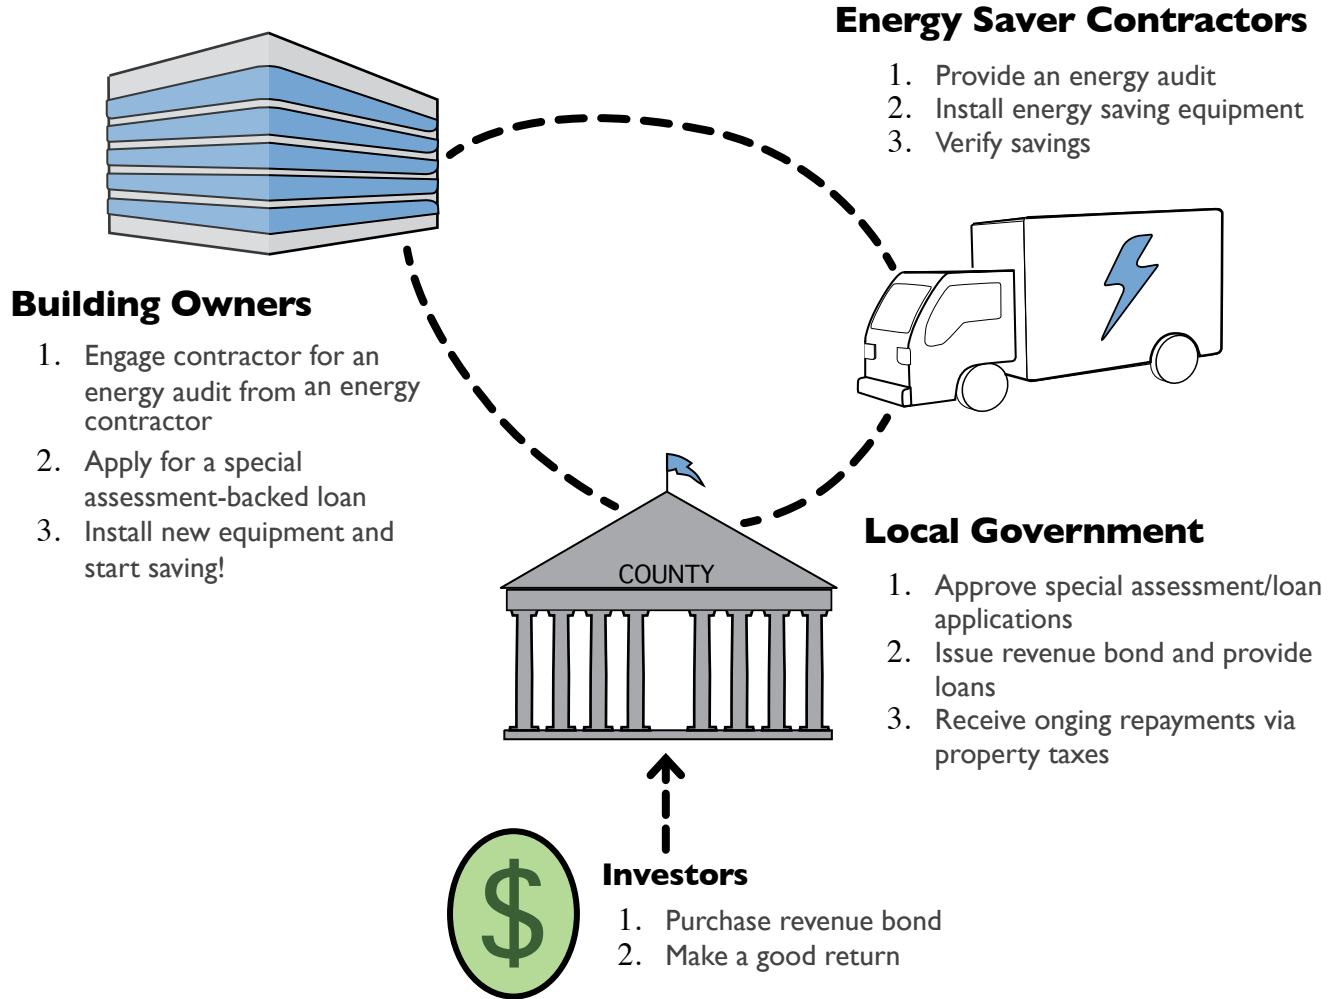 Energy Saver Contractors
1. Provide an energy audit
2. Install energy saving equipment
3. Verify savings
Building Owners
1. Engage contractor for an
energy audit from an energy
contractor
2. Apply for a special
assessment-backed loan
3. Install new equipment and
start saving!
COUNTY
Local Government
1. Approve special assessment/loan
applications
2. Issue revenue bond and provide
loans
3. Receive onging repayments via
property taxes
$
Investors
1. Purchase revenue bond
2. Make a good return